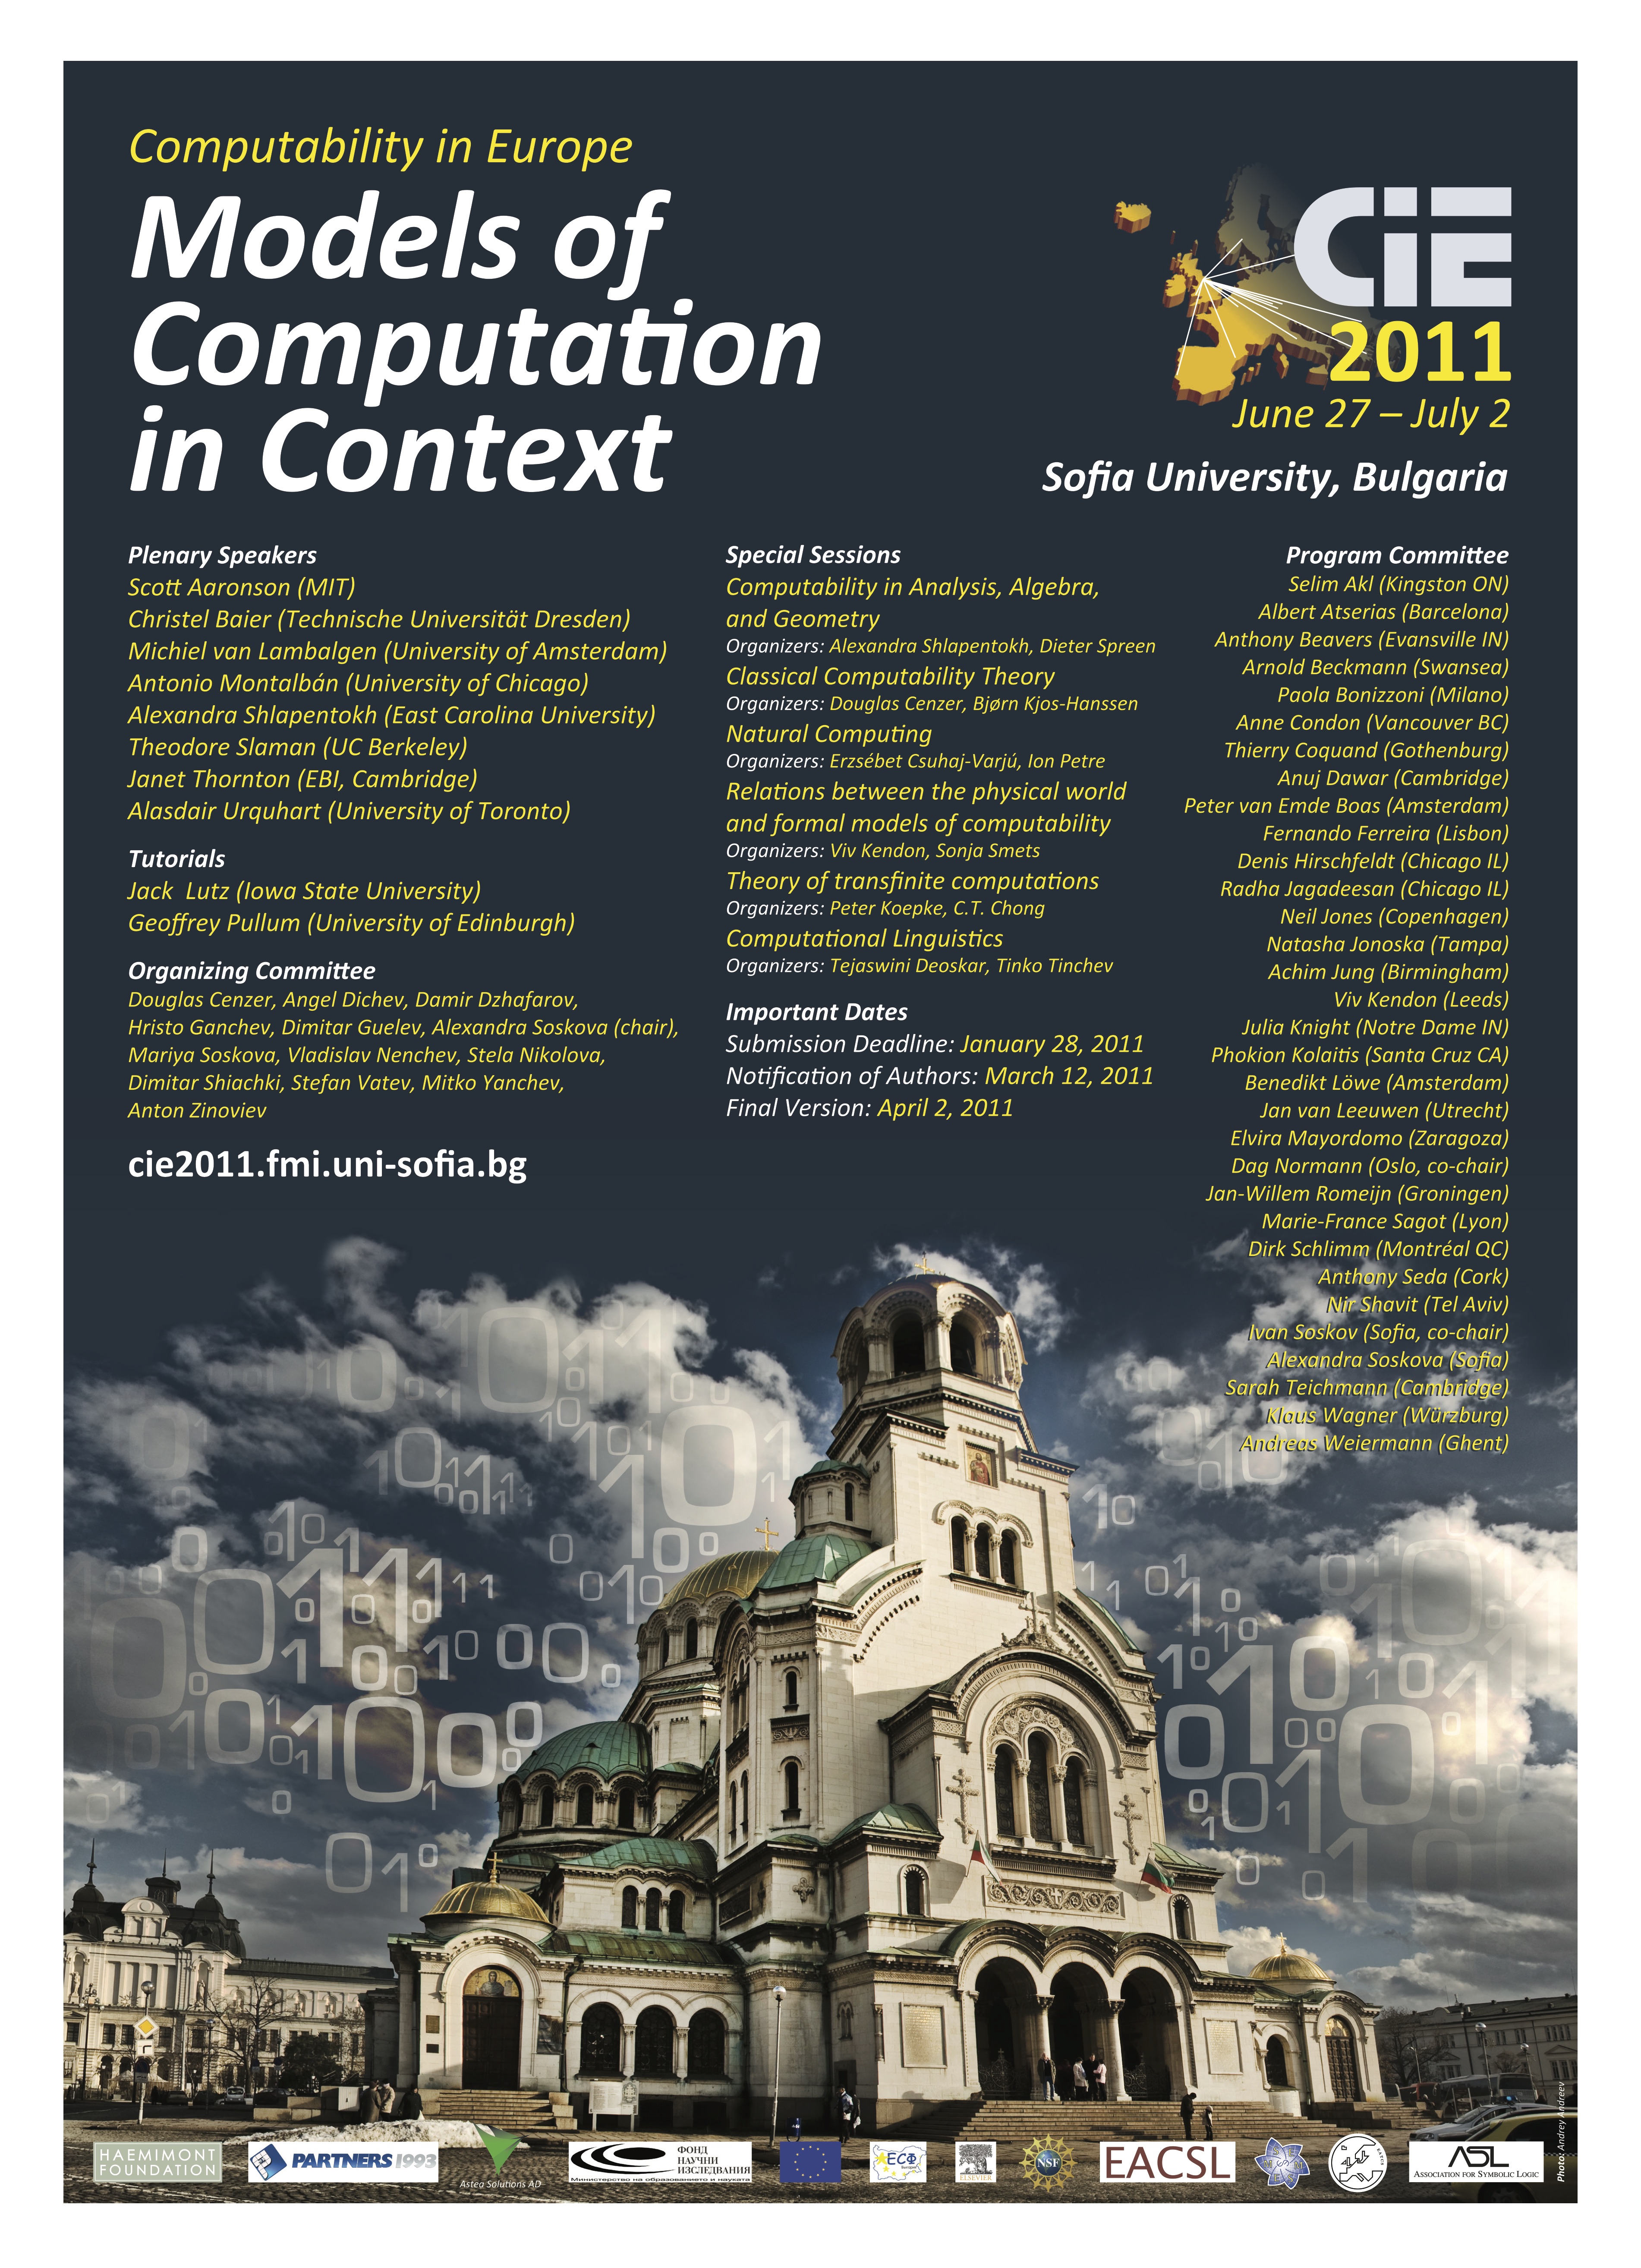 Computability in Europe
Models of
Computation
in Context
CiE
2011
June 27 – July 2
Sofia University, Bulgaria
Plenary Speakers
Scott Aaronson (MIT)
Christel Baier (Technische Universität Dresden)
Michiel van Lambalgen (University of Amsterdam)
Antonio Montalbán (University of Chicago)
Alexandra Shlapentokh (East Carolina University)
Theodore Slaman (UC Berkeley)
Janet Thornton (EBI, Cambridge)
Alasdair Urquhart (University of Toronto)
Tutorials
Jack Lutz (Iowa State University)
Geoffrey Pullum (University of Edinburgh)
Organizing Committee
Douglas Cenzer, Angel Dichev, Damir Dzhafarov,
Hristo Ganchev, Dimitar Guelev, Alexandra Soskova (chair),
Mariya Soskova, Vladislav Nenchev, Stela Nikolova,
Dimitar Shiachki, Stefan Vatev, Mitko Yanchev,
Anton Zinoviev
cie2011.fmi.uni-sofia.bg
Special Sessions
Computability in Analysis, Algebra,
and Geometry
Organizers: Alexandra Shlapentokh, Dieter Spreen
Classical Computability Theory
Organizers: Douglas Cenzer, Bjørn Kjos-Hanssen
Natural Computing
Organizers: Erzsébet Csuhaj-Varjú, Ion Petre
Relations between the physical world
and formal models of computability
Organizers: Viv Kendon, Sonja Smets
Theory of transfinite computations
Organizers: Peter Koepke, C.T. Chong
Computational Linguistics
Organizers: Tejaswini Deoskar, Tinko Tinchev
Important Dates
Submission Deadline: January 28, 2011
Notification of Authors: March 12, 2011
Final Version: April 2, 2011
Program Committee
Selim Akl (Kingston ON)
Albert Atserias (Barcelona)
Anthony Beavers (Evansville IN)
Arnold Beckmann (Swansea)
Paola Bonizzoni (Milano)
Anne Condon (Vancouver BC)
Thierry Coquand (Gothenburg)
Anuj Dawar (Cambridge)
Peter van Emde Boas (Amsterdam)
Fernando Ferreira (Lisbon)
Denis Hirschfeldt (Chicago IL)
Radha Jagadeesan (Chicago IL)
Neil Jones (Copenhagen)
Natasha Jonoska (Tampa)
Achim Jung (Birmingham)
Viv Kendon (Leeds)
Julia Knight (Notre Dame IN)
Phokion Kolaitis (Santa Cruz CA)
Benedikt Löwe (Amsterdam)
Jan van Leeuwen (Utrecht)
Elvira Mayordomo (Zaragoza)
Dag Normann (Oslo, co-chair)
Jan-Willem Romeijn (Groningen)
Marie-France Sagot (Lyon)
Dirk Schlimm (Montréal QC)
Anthony Seda (Cork)
Nir Shavit (Tel Aviv)
Ivan Soskov (Sofia, co-chair)
Alexandra Soskova (Sofia)
Sarah Teichmann (Cambridge)
Klaus Wagner (Würzburg)
Andreas Weiermann (Ghent)
HAEMIMONT
FOUNDATION
PARTNERS 1993
Astea Solutions AD
ФОНД
НАУЧНИ
ИЗСЛЕДВАНИЯ
Министерство на образованието и науката
ЕСФ
ELSEVIER
NSF
EACSL
ASL
ASSOCIATION FOR SYMBOLIC LOGIC
Photo: Andrey Andreev